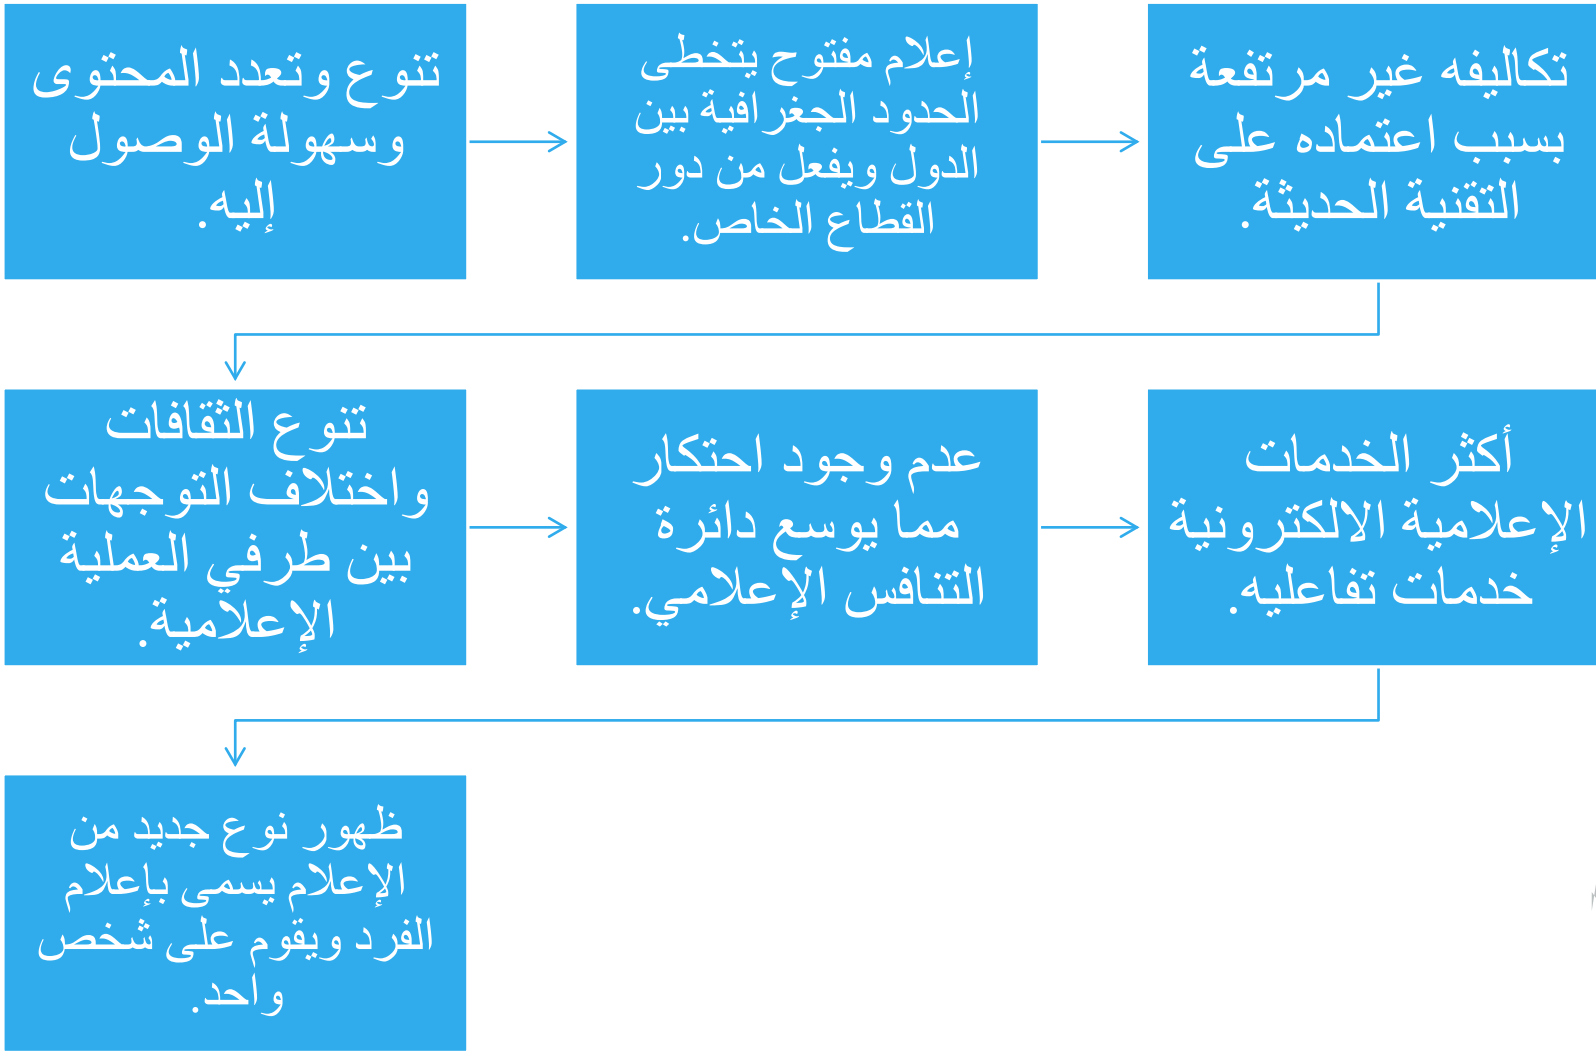 تنوع وتعدد المحتوى
وسهولة الوصول
إليه.
إعلام مفتوح يتخطى
الحدود الجغرافية بين
الدول ويفعل من دور
القطاع الخاص.
تكاليفه غير مرتفعة
بسبب اعتماده على
التقنية الحديثة.
تنوع الثقافات
واختلاف التوجهات
بين طرفي العملية
الإعلامية.
عدم وجود احتكار
مما يوسع دائرة
التنافس الإعلامي.
أكثر الخدمات
الإعلامية الالكترونية
خدمات تفاعليه.
ظهور نوع جديد من
الإعلام يسمى بإعلام
الفرد ويقوم على شخص
واحد.